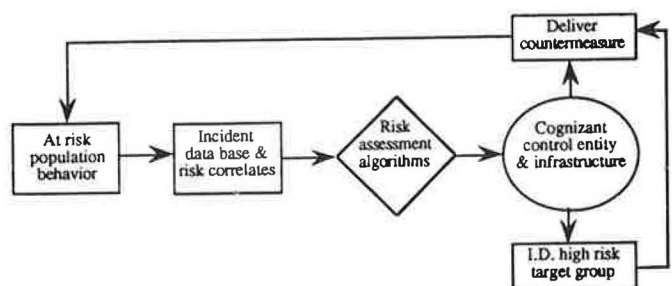 Deliver
countermeasure
At risk
population
behavior
Incident
data base &
risk correlates
Risk
assessment
algorithms
Cognizant
control entity
& infrastructure
I.D. high risk
target group